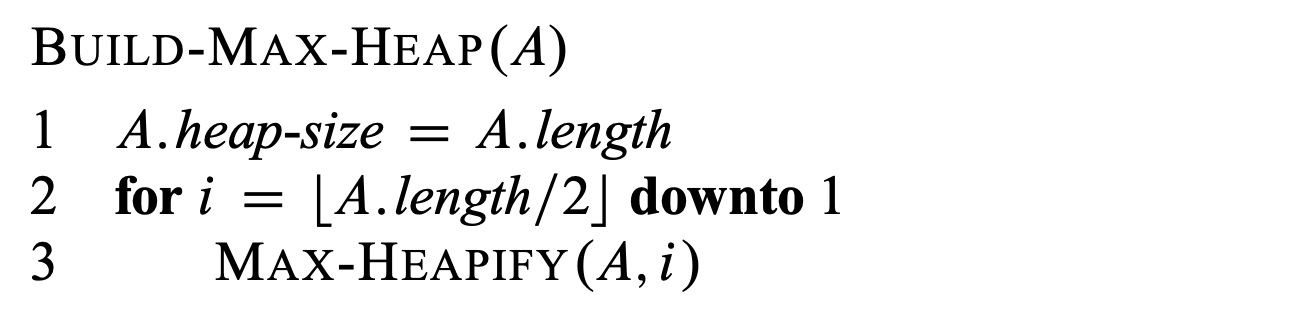 BUILD-MAX-HEAP(A)
1 A.heap-size = A.length
2 for i = ⌊A.length/2⌋ downto 1
3 MAX-HEAPIFY(A, i)